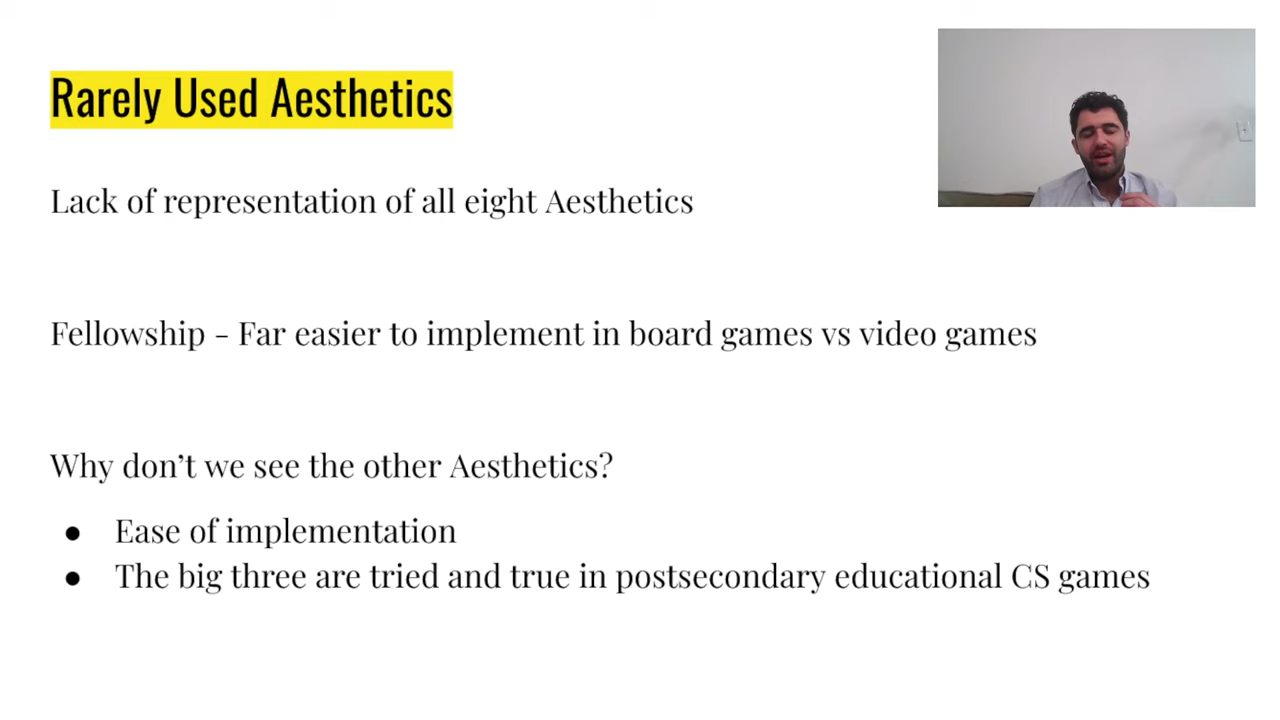 Rarely Used Aesthetics
Lack of representation of all eight Aesthetics
Fellowship - Far easier to implement in board games vs video games
Why don’t we see the other Aesthetics?
● Ease of implementation
● The big three are tried and true in postsecondary educational CS games